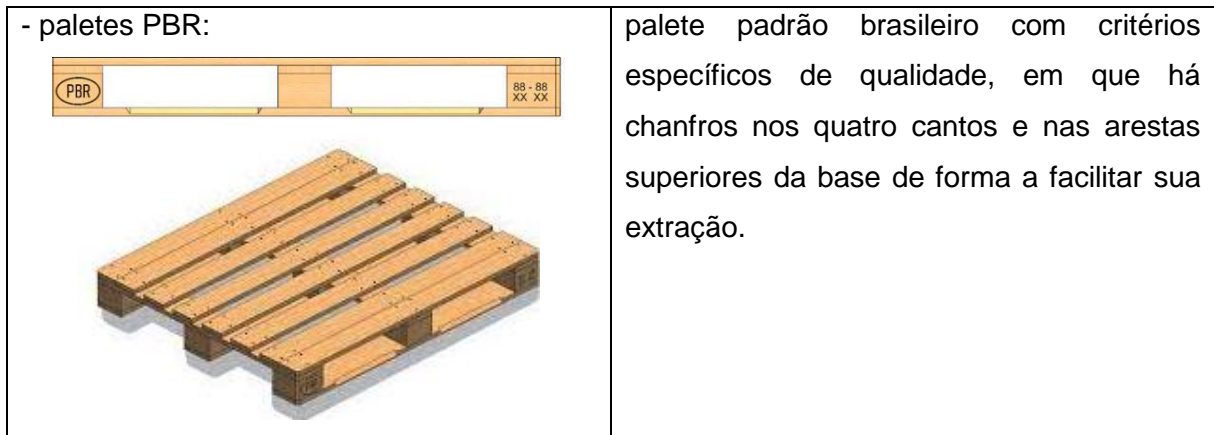 - paletes PBR:
PBR
88 - 88
XX XX
palete padrão brasileiro com critérios
específicos de qualidade, em que há
chanfros nos quatro cantos e nas arestas
superiores da base de forma a facilitar sua
extração.